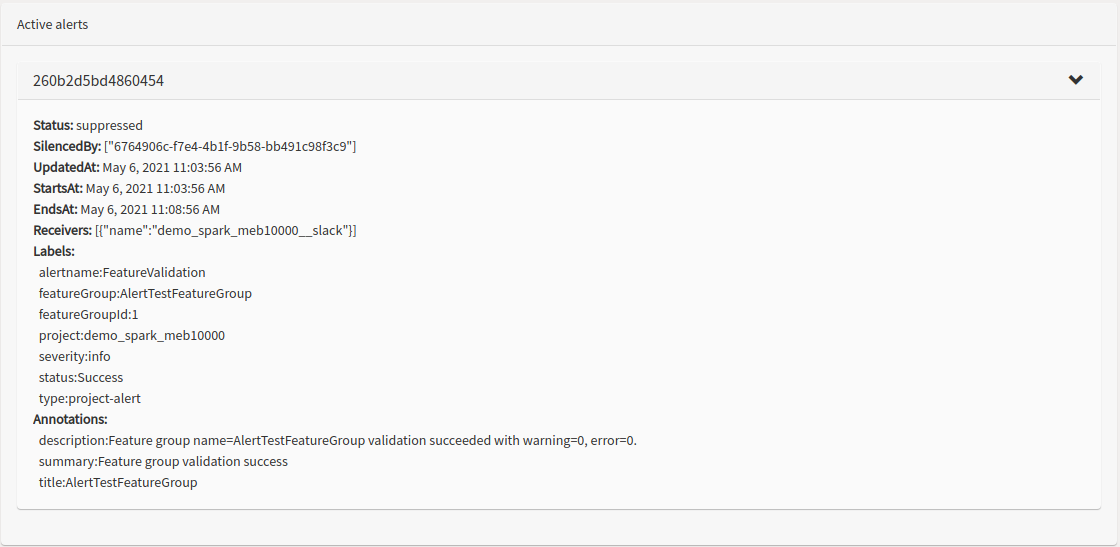 Active alerts
260b2d5bd4860454
Status: suppressed
SilencedBy: ["6764906c-f7e4-4b1f-9b58-bb491c98f3c9"]
UpdatedAt: May 6, 2021 11:03:56 AM
StartsAt: May 6, 2021 11:03:56 AM
EndsAt: May 6, 2021 11:08:56 AM
Receivers: [{"name":"demo_spark_meb10000__slack"}]
Labels:
alertname:FeatureValidation
featureGroup:AlertTestFeatureGroup
featureGroupId:1
project:demo_spark_meb10000
severity:info
status:Success
type:project-alert
Annotations:
description:Feature group name=AlertTestFeatureGroup validation succeeded with warning=0, error=0.
summary:Feature group validation success
title:AlertTestFeatureGroup